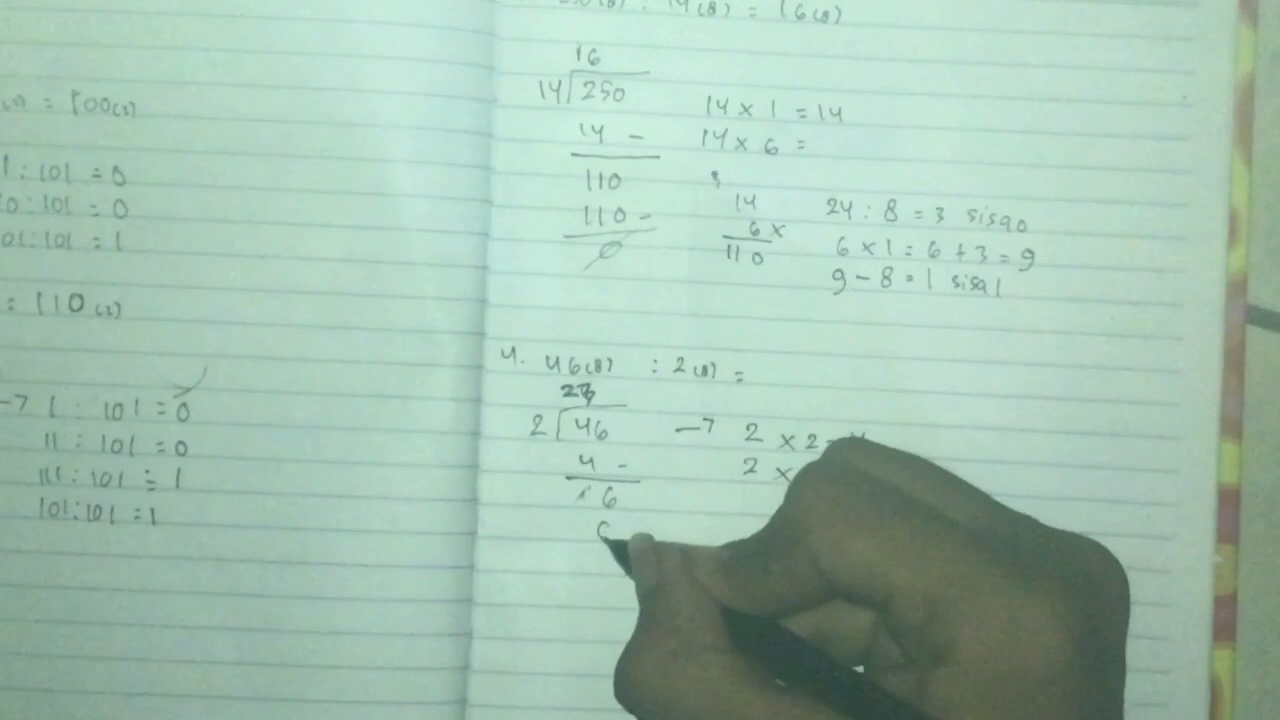 = 100(2)
: 101 = 0
: 101 = 0
: 101 = 1
= 110(2)
1 : 101 = 0
11 : 101 = 0
111 : 101 = 1
101 : 101 = 1
14(8) = 16(8)
16
14 250
14 -
110
110 -
0
14 x 1 = 14
14 x 6 =
14
6 x
110
24 : 8 = 3 sisa 0
6 x 1 = 6 + 3 = 9
9 - 8 = 1 sisa 1
4. 46(8) : 2(8) =
23
2 46
4 -
6
2 x 2 =
2 x